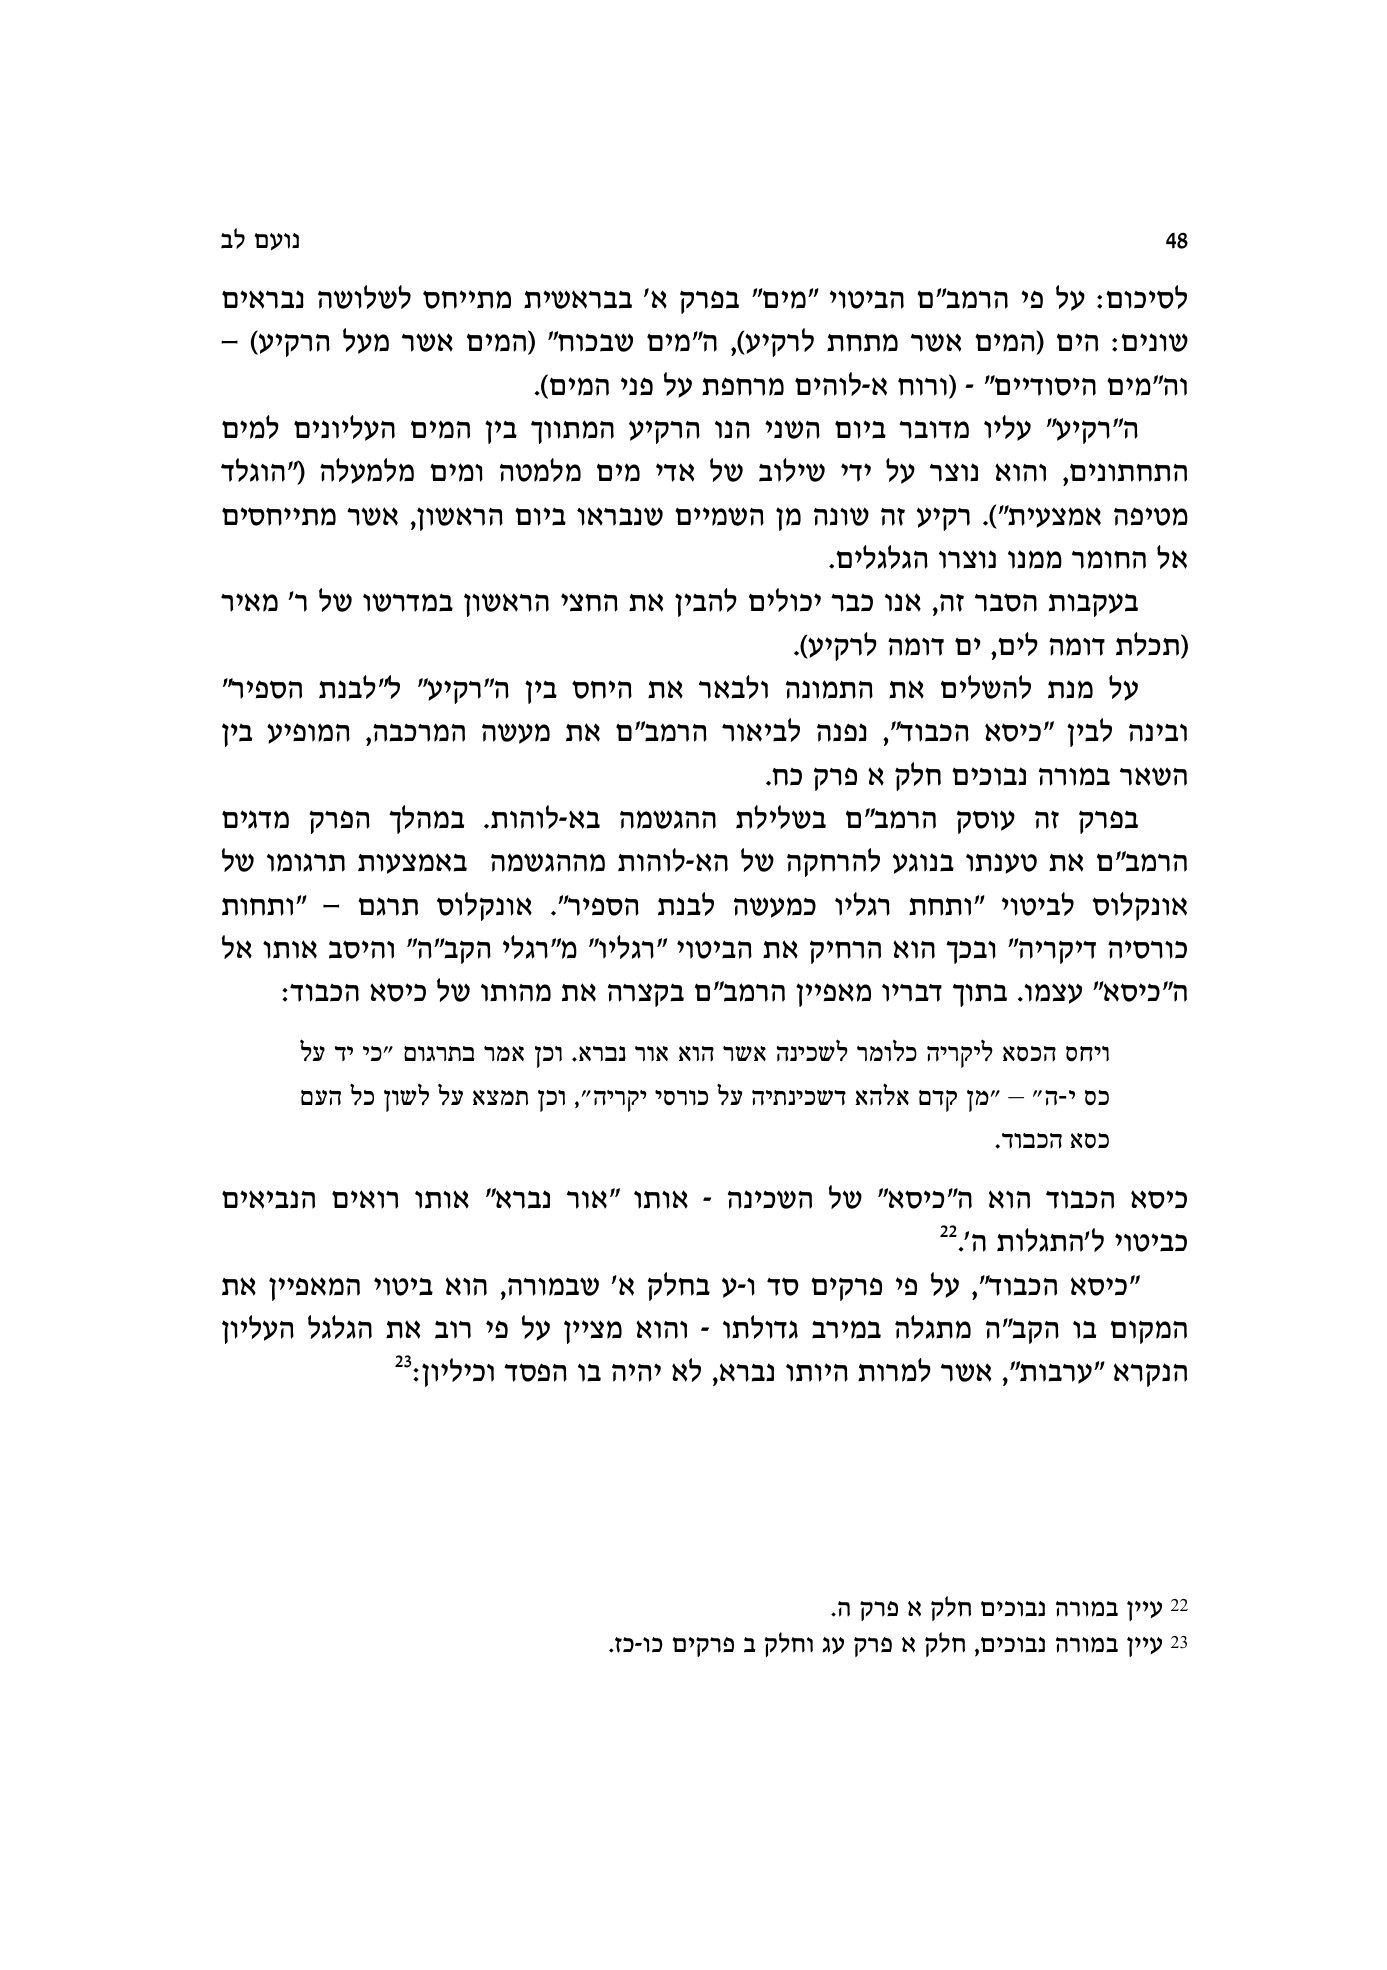 48 נועם לב
לסיכום: על פי הרמב"ם הביטוי "מים" בפרק א' בבראשית מתייחס לשלושה נבראים
שונים: הים (המים אשר מתחת לרקיע), ה"מים שבכוח" (המים אשר מעל הרקיע) –
וה"מים היסודיים" - (ורוח א-לוהים מרחפת על פני המים).
ה"רקיע" עליו מדובר ביום השני הנו הרקיע המתווך בין המים העליונים למים
התחתונים, והוא נוצר על ידי שילוב של אדי מים מלמטה ומים מלמעלה ("הוגלד
מטיפה אמצעית"). רקיע זה שונה מן השמיים שנבראו ביום הראשון, אשר מתייחסים
אל החומר ממנו נוצרו הגלגלים.
בעקבות הסבר זה, אנו כבר יכולים להבין את החצי הראשון במדרשו של ר' מאיר
(תכלת דומה לים, ים דומה לרקיע).
על מנת להשלים את התמונה ולבאר את היחס בין ה"רקיע" ל"לבנת הספיר"
ובינה לבין "כיסא הכבוד", נפנה לביאור הרמב"ם את מעשה המרכבה, המופיע בין
השאר במורה נבוכים חלק א פרק כח.
בפרק זה עוסק הרמב"ם בשלילת ההגשמה בא-לוהות. במהלך הפרק מדגים
הרמב"ם את טענתו בנוגע להרחקה של הא-לוהות מההגשמה באמצעות תרגומו של
אונקלוס לביטוי "ותחת רגליו כמעשה לבנת הספיר". אונקלוס תרגם – "ותחות
כורסיה דיקריה" ובכך הוא הרחיק את הביטוי "רגליו" מ"רגלי הקב"ה" והיסב אותו אל
ה"כיסא" עצמו. בתוך דבריו מאפיין הרמב"ם בקצרה את מהותו של כיסא הכבוד:
ויחס הכסא ליקריה כלומר לשכינה אשר הוא אור נברא. וכן אמר בתרגום "כי יד על
כס י-ה" – "מן קדם אלהא דשכינתיה על כורסי יקריה", וכן תמצא על לשון כל העם
כסא הכבוד.
כיסא הכבוד הוא ה"כיסא" של השכינה - אותו "אור נברא" אותו רואים הנביאים
כביטוי ל'התגלות ה'.22
"כיסא הכבוד", על פי פרקים סד ו-ע בחלק א' שבמורה, הוא ביטוי המאפיין את
המקום בו הקב"ה מתגלה במירב גדולתו - והוא מציין על פי רוב את הגלגל העליון
הנקרא "ערבות", אשר למרות היותו נברא, לא יהיה בו הפסד וכיליון:23
22 עיין במורה נבוכים חלק א פרק ה.
23 עיין במורה נבוכים, חלק א פרק עג וחלק ב פרקים כו-כז.